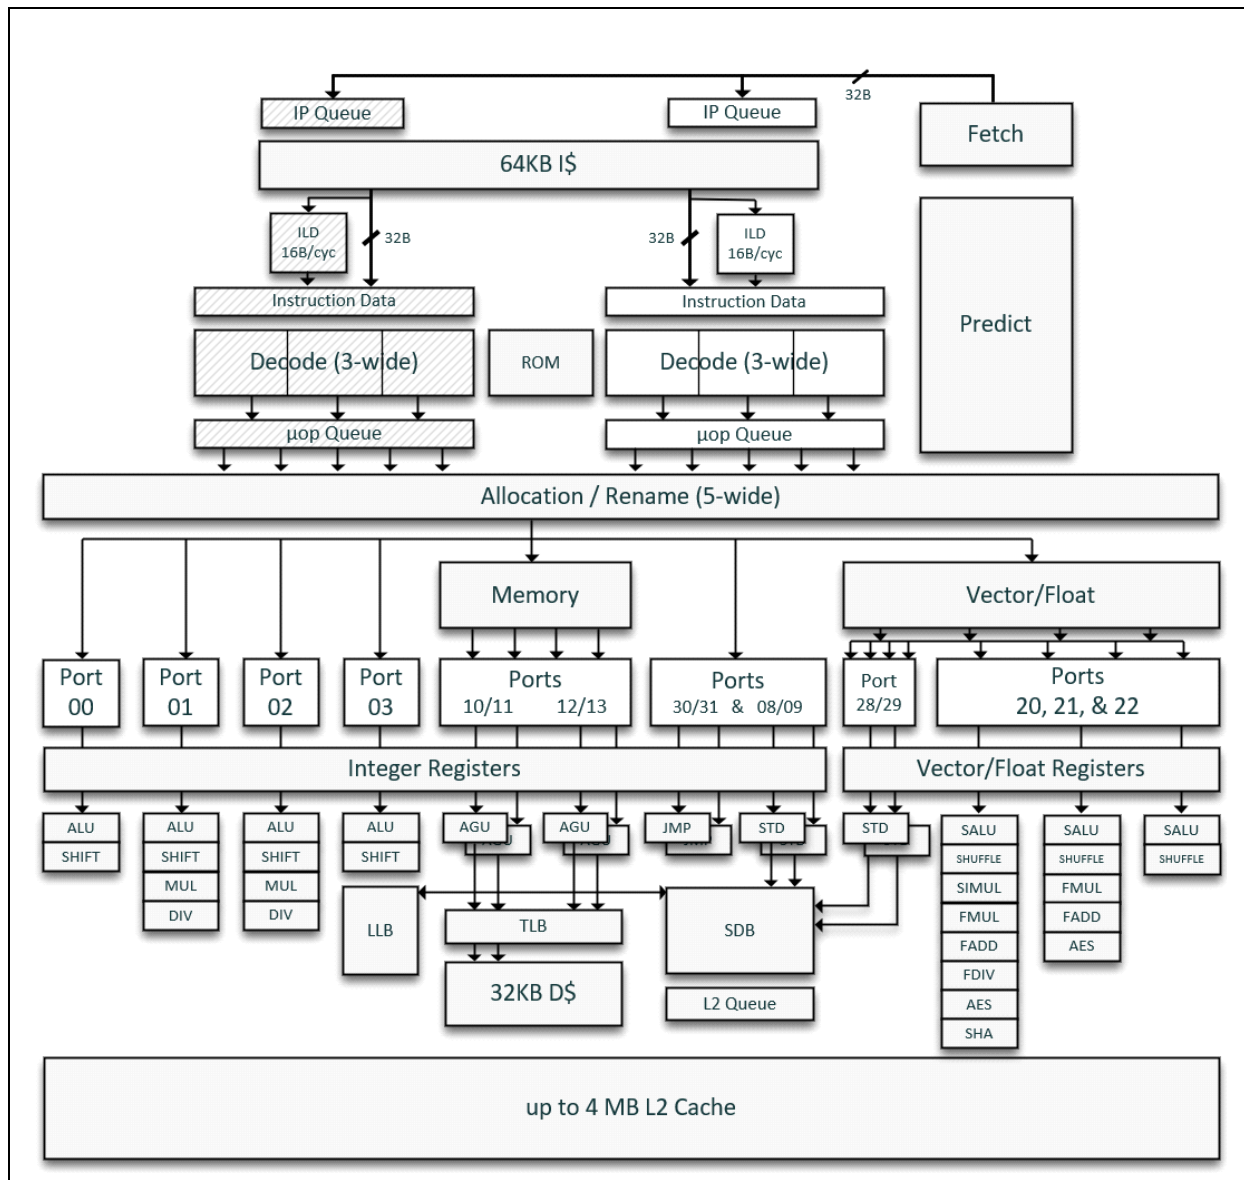 32B
IP Queue
IP Queue
Fetch
64KB I$
ILD
16B/cyc
32B
32B
ILD
16B/cyc
Instruction Data
Instruction Data
Predict
Decode (3-wide)
ROM
Decode (3-wide)
µop Queue
µop Queue
Allocation / Rename (5-wide)
Memory
Vector/Float
Port
00
Port
01
Port
02
Port
03
Ports
10/11 12/13
Ports
30/31 & 08/09
Port
28/29
Ports
20, 21, & 22
Integer Registers
Vector/Float Registers
ALU
SHIFT
ALU
SHIFT
MUL
DIV
ALU
SHIFT
MUL
DIV
ALU
SHIFT
AGU
AGU
AGU
AGU
JMP
JMP
STD
STD
STD
STD
SALU
SHUFFLE
SIMUL
FMUL
FADD
FDIV
AES
SHA
SALU
SHUFFLE
FMUL
FADD
AES
SALU
SHUFFLE
LLB
TLB
SDB
32KB D$
L2 Queue
up to 4 MB L2 Cache